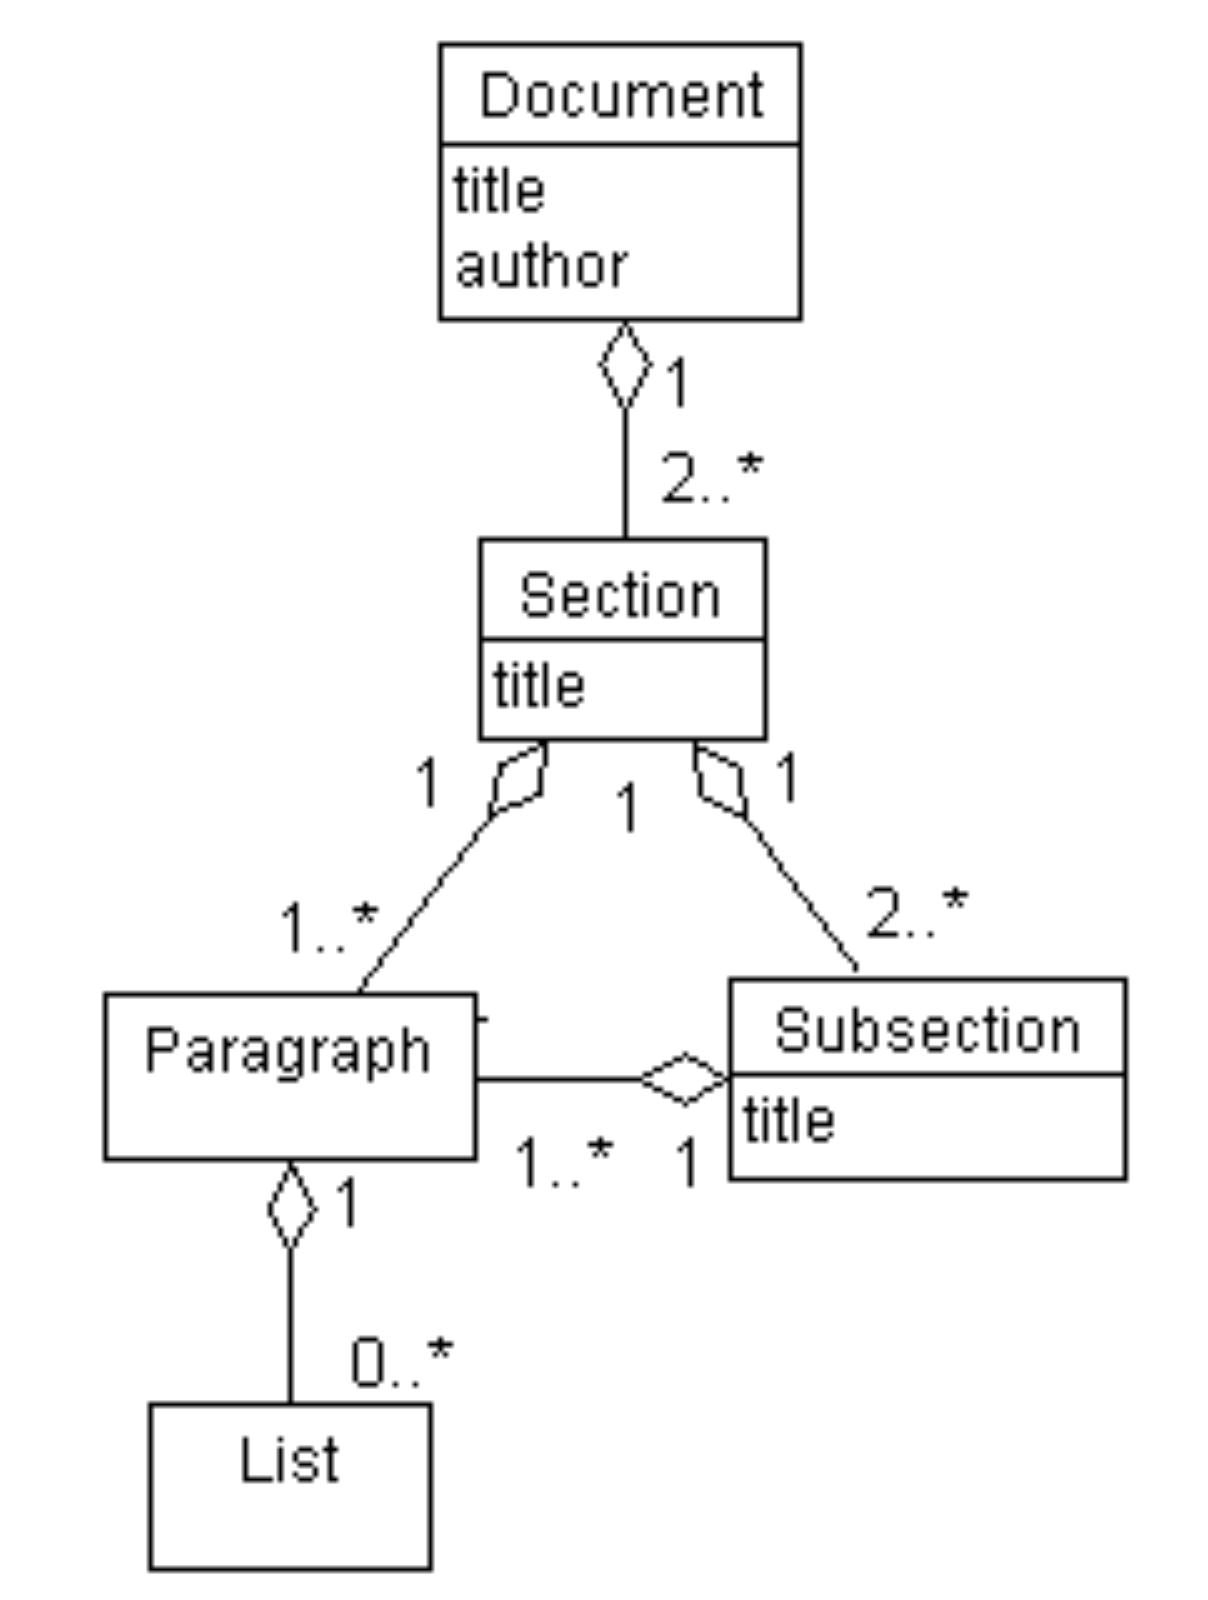 Document
title
author
1
2..*
Section
title
1
1
1
1..*
2..*
Paragraph
Subsection
title
1..*
1
1
0..*
List